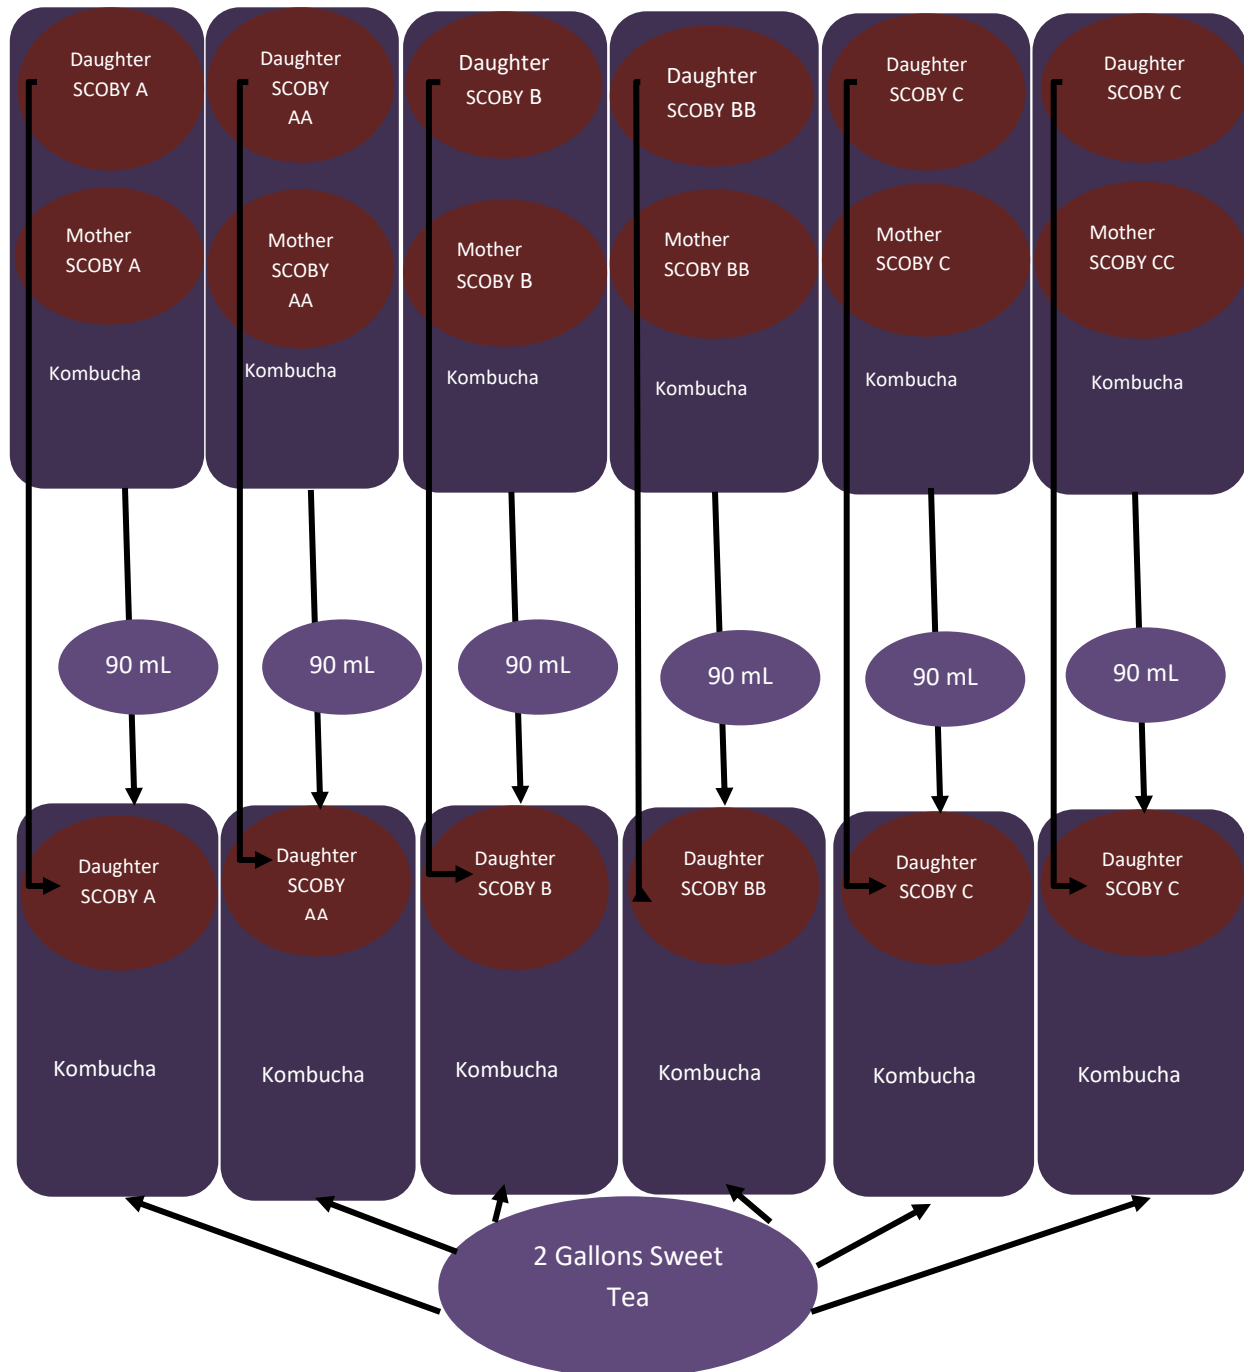 Daughter
SCOBY A
Daughter
SCOBY
AA
Daughter
SCOBY B
Daughter
SCOBY BB
Daughter
SCOBY C
Daughter
SCOBY C
Mother
SCOBY A
Mother
SCOBY
AA
Mother
SCOBY B
Mother
SCOBY BB
Mother
SCOBY C
Mother
SCOBY CC
Kombucha
Kombucha
Kombucha
Kombucha
Kombucha
Kombucha
90 mL
90 mL
90 mL
90 mL
90 mL
90 mL
Daughter
SCOBY A
Daughter
SCOBY
AA
Daughter
SCOBY B
Daughter
SCOBY BB
Daughter
SCOBY C
Daughter
SCOBY C
Kombucha
Kombucha
Kombucha
Kombucha
Kombucha
Kombucha
2 Gallons Sweet
Tea